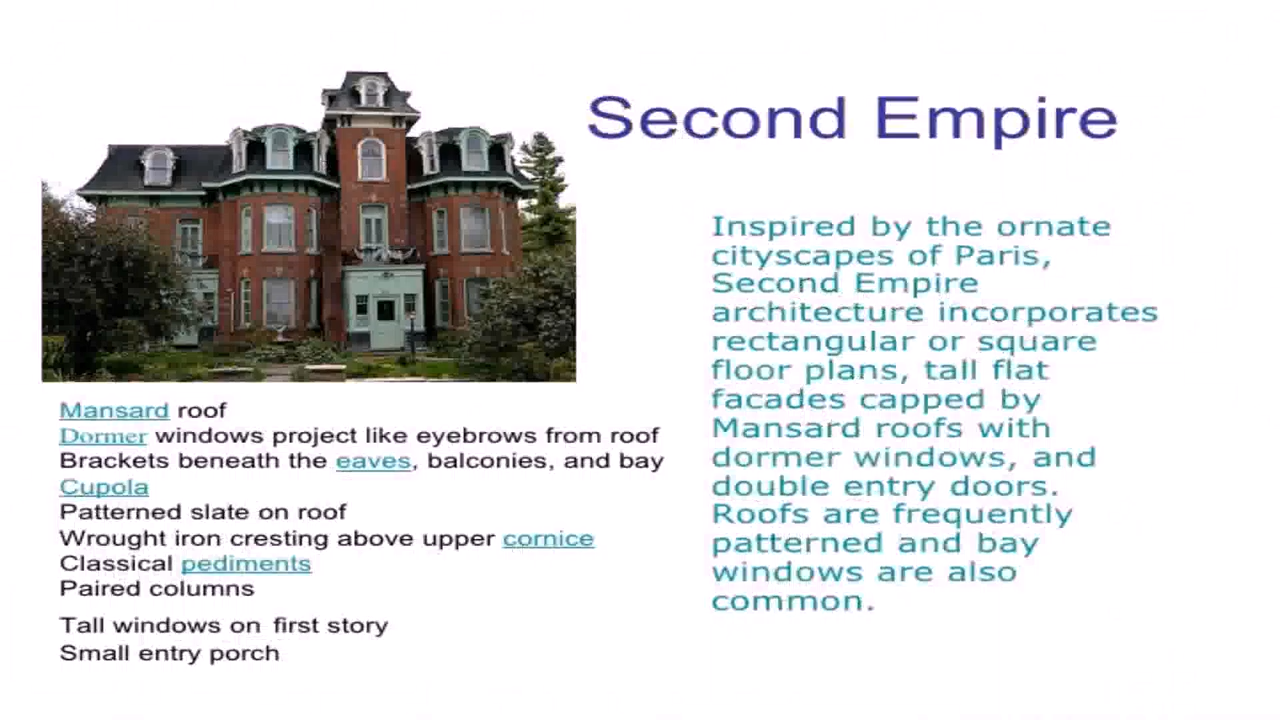 Second Empire
Mansard roof
Dormer windows project like eyebrows from roof
Brackets beneath the eaves, balconies, and bay
Cupola
Patterned slate on roof
Wrought iron cresting above upper cornice
Classical pediments
Paired columns
Tall windows on first story
Small entry porch
Inspired by the ornate
cityscapes of Paris,
Second Empire
architecture incorporates
rectangular or square
floor plans, tall flat
facades capped by
Mansard roofs with
dormer windows, and
double entry doors.
Roofs are frequently
patterned and bay
windows are also
common.